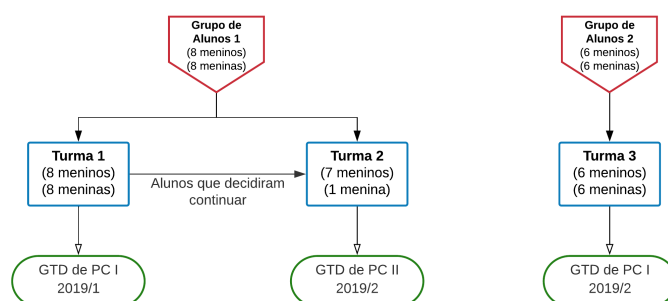 Grupo de
Alunos 1
(8 meninos)
(8 meninas)
Grupo de
Alunos 2
(6 meninos)
(6 meninas)
Turma 1
(8 meninos)
(8 meninas)
Alunos que decidiram
continuar
Turma 2
(7 meninos)
(1 menina)
Turma 3
(6 meninos)
(6 meninas)
GTD de PC I
2019/1
GTD de PC II
2019/2
GTD de PC I
2019/2